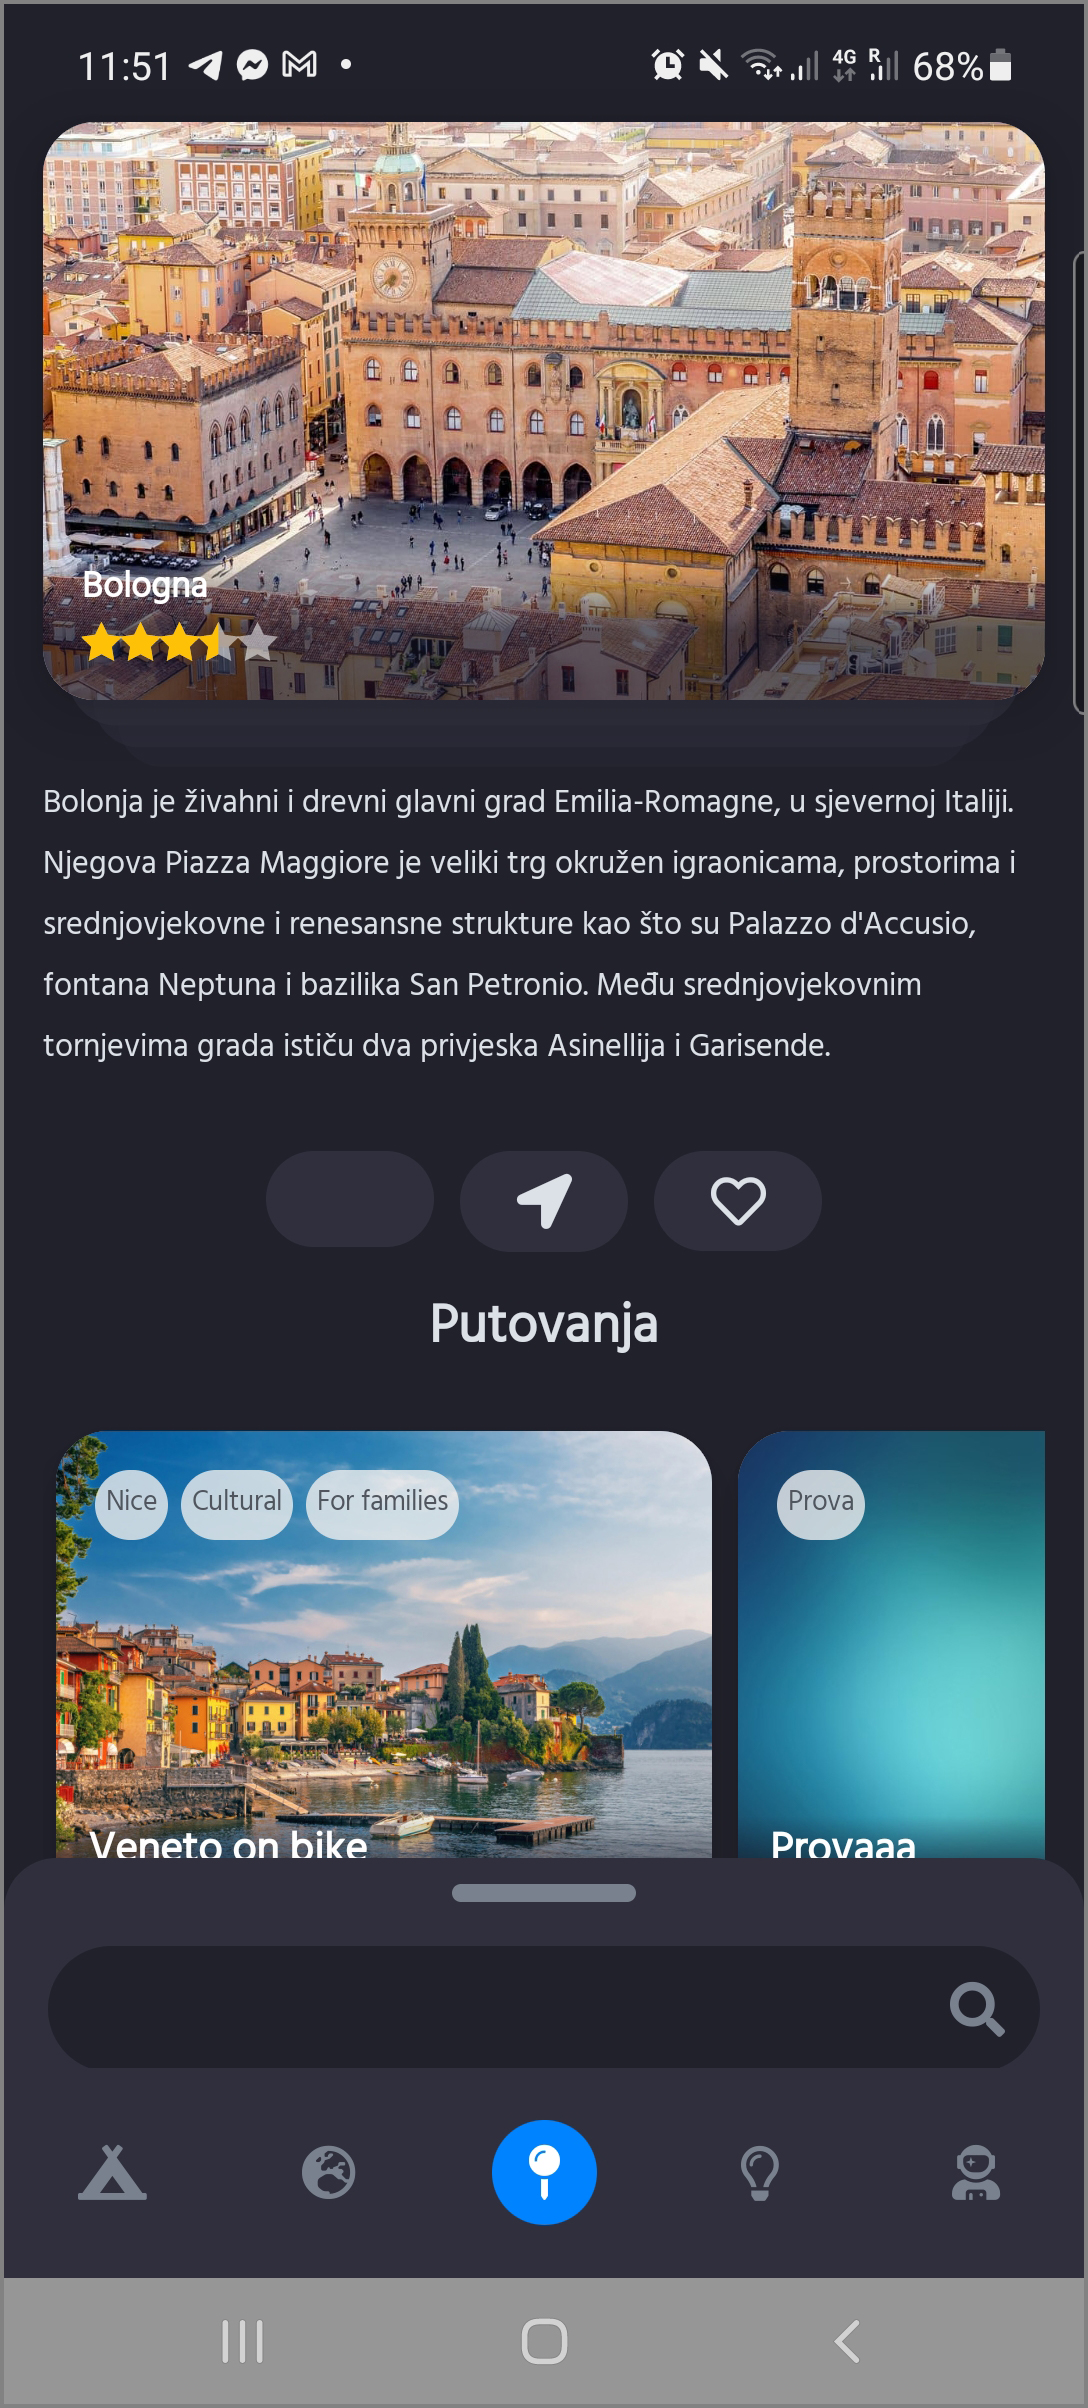 11:51
4G
R
68%
Bologna
Bolonja je živahni i drevni glavni grad Emilia-Romagne, u sjevernoj Italiji.
Njegova Piazza Maggiore je veliki trg okružen igraonicama, prostorima i
srednjovjekovne i renesansne strukture kao što su Palazzo d'Accusio,
fontana Neptuna i bazilika San Petronio. Među srednjovjekovnim
tornjevima grada ističu dva privjeska Asinellija i Garisende.
Putovanja
Nice Cultural For families
Prova
Veneto on bike
Provaaa